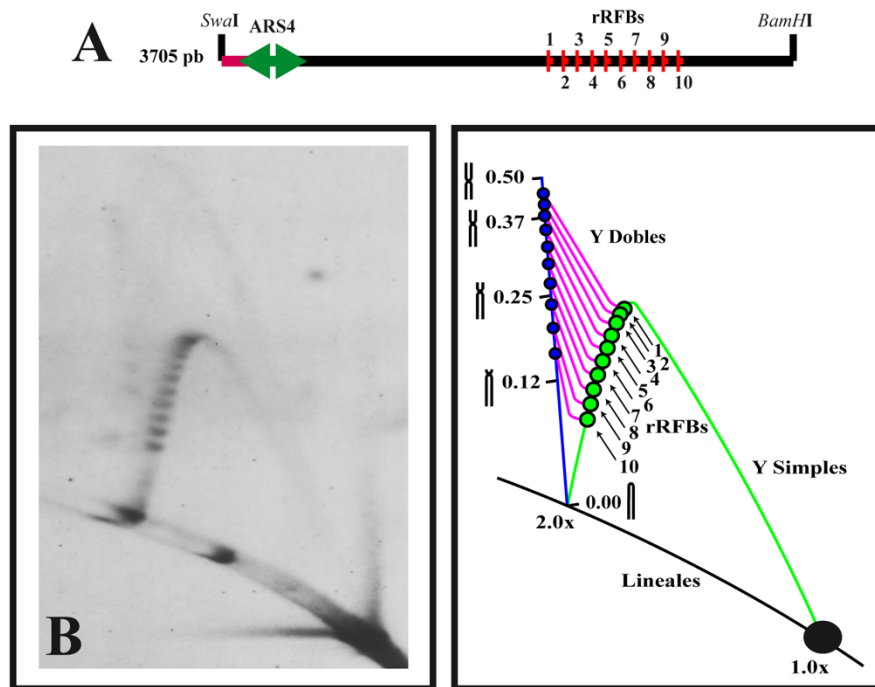 A
3705 pb
SwaI
ARS4
rRFBs
BamHI
1 3 5 7 9
2 4 6 8 10
B
0.50
0.37
0.25
0.12
0.00
Y Dobles
1
2
3
4
5
6
7
8
9
10
rRFBs
Y Simples
2.0x
Lineales
1.0x